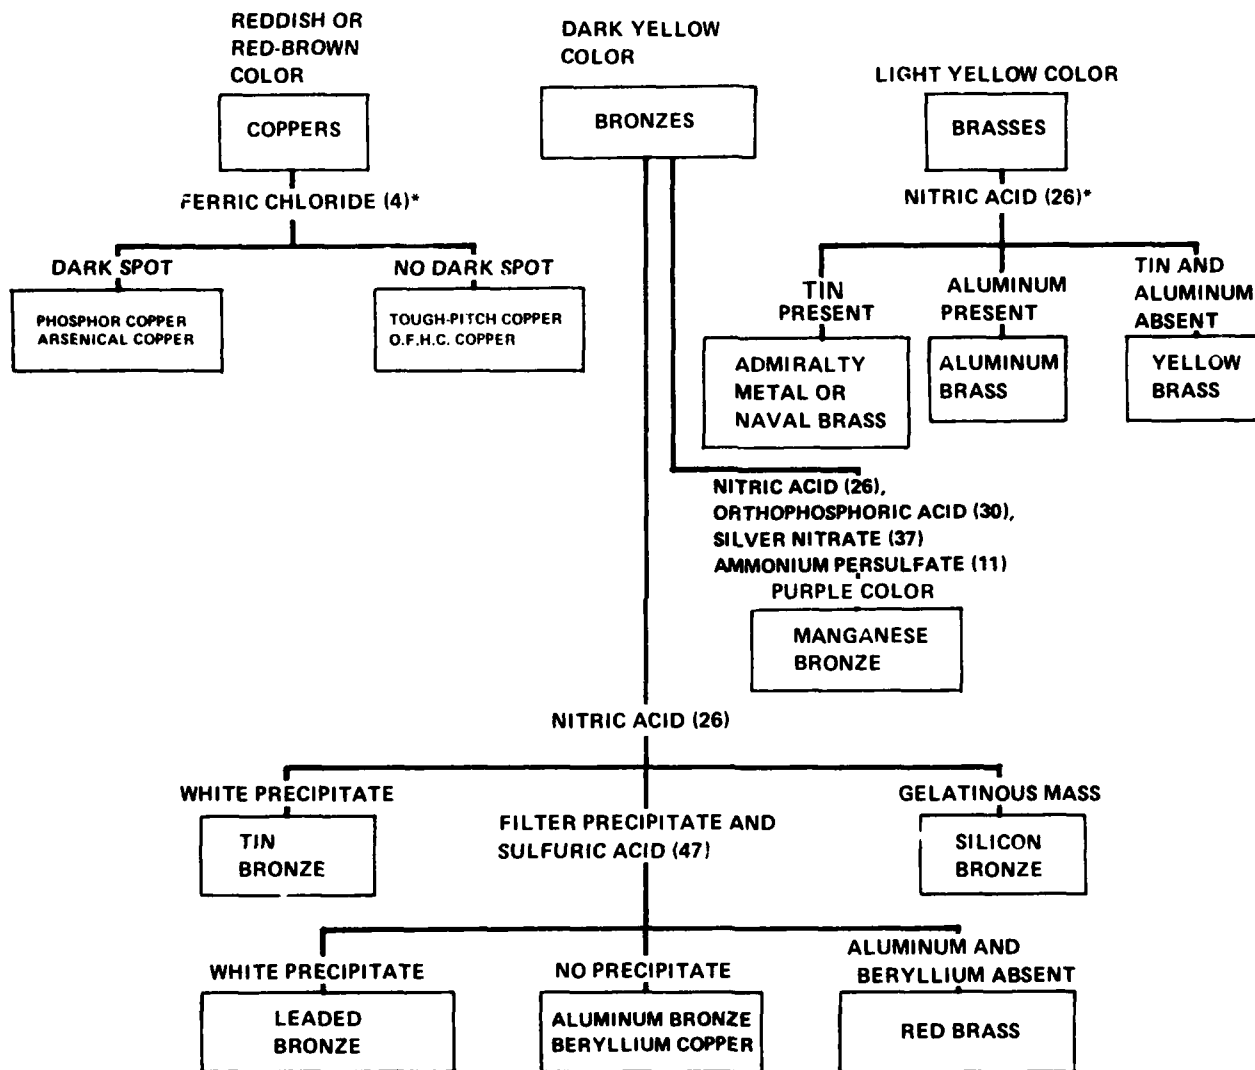 REDDISH OR
RED-BROWN
COLOR
COPPERS
FERRIC CHLORIDE (4)*
DARK SPOT
PHOSPHOR COPPER
ARSENICAL COPPER
NO DARK SPOT
TOUGH-PITCH COPPER
O.F.H.C. COPPER
DARK YELLOW
COLOR
BRONZES
LIGHT YELLOW COLOR
BRASSES
NITRIC ACID (26)*
TIN
PRESENT
ADMIRALTY
METAL OR
NAVAL BRASS
ALUMINUM
PRESENT
ALUMINUM
BRASS
TIN AND
ALUMINUM
ABSENT
YELLOW
BRASS
NITRIC ACID (26),
ORTHOPHOSPHORIC ACID (30),
SILVER NITRATE (37)
AMMONIUM PERSULFATE (11)
PURPLE COLOR
MANGANESE
BRONZE
NITRIC ACID (26)
WHITE PRECIPITATE
TIN
BRONZE
FILTER PRECIPITATE AND
SULFURIC ACID (47)
GELATINOUS MASS
SILICON
BRONZE
WHITE PRECIPITATE
LEADED
BRONZE
NO PRECIPITATE
ALUMINUM BRONZE
BERYLLIUM COPPER
ALUMINUM AND
BERYLLIUM ABSENT
RED BRASS